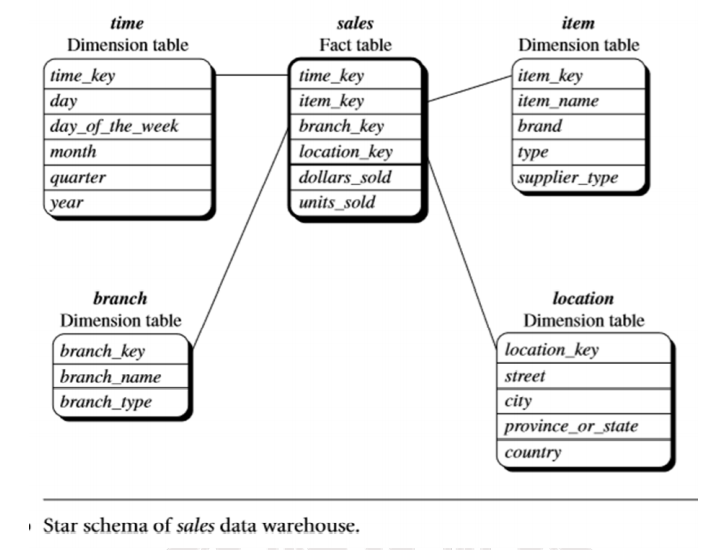 time
Dimension table
time_key
day
day_of_the_week
month
quarter
year
sales
Fact table
time_key
item_key
branch_key
location_key
dollars_sold
units_sold
item
Dimension table
item_key
item_name
brand
type
supplier_type
branch
Dimension table
branch_key
branch_name
branch_type
location
Dimension table
location_key
street
city
province_or_state
country
Star schema of sales data warehouse.